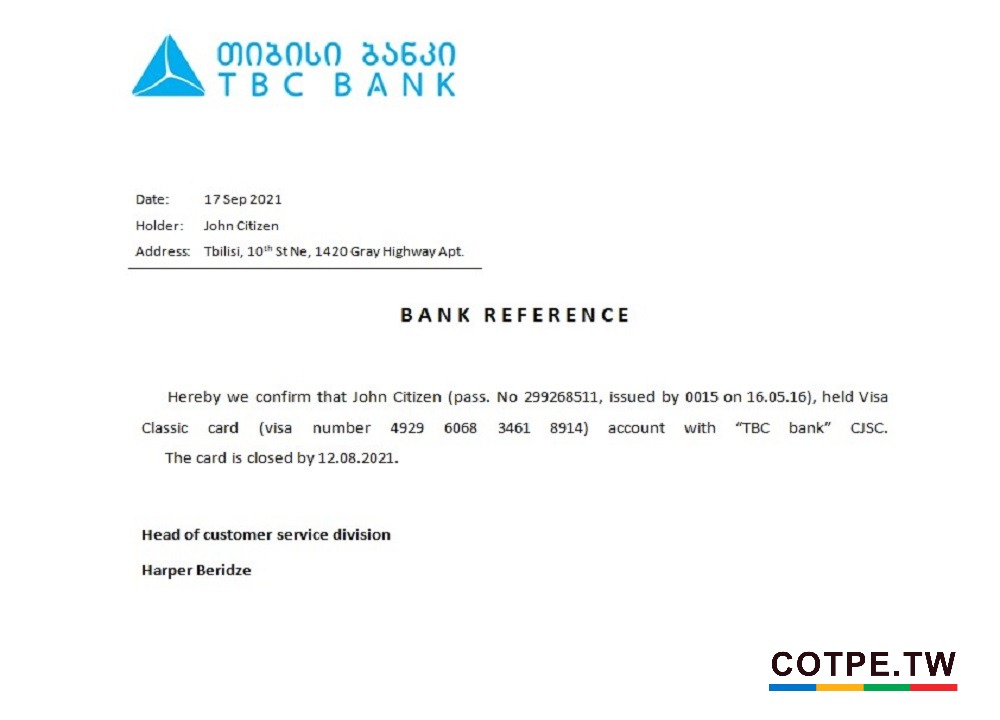 თიბისი ბანკი
TBC BANK
Date: 17 Sep 2021
Holder: John Citizen
Address: Tbilisi, 10th St Ne, 1420 Gray Highway Apt.
BANK REFERENCE
Hereby we confirm that John Citizen (pass. No 299268511, issued by 0015 on 16.05.16), held Visa
Classic card (visa number 4929 6068 3461 8914) account with “TBC bank” CJSC.
The card is closed by 12.08.2021.
Head of customer service division
Harper Beridze
COTPE.TW